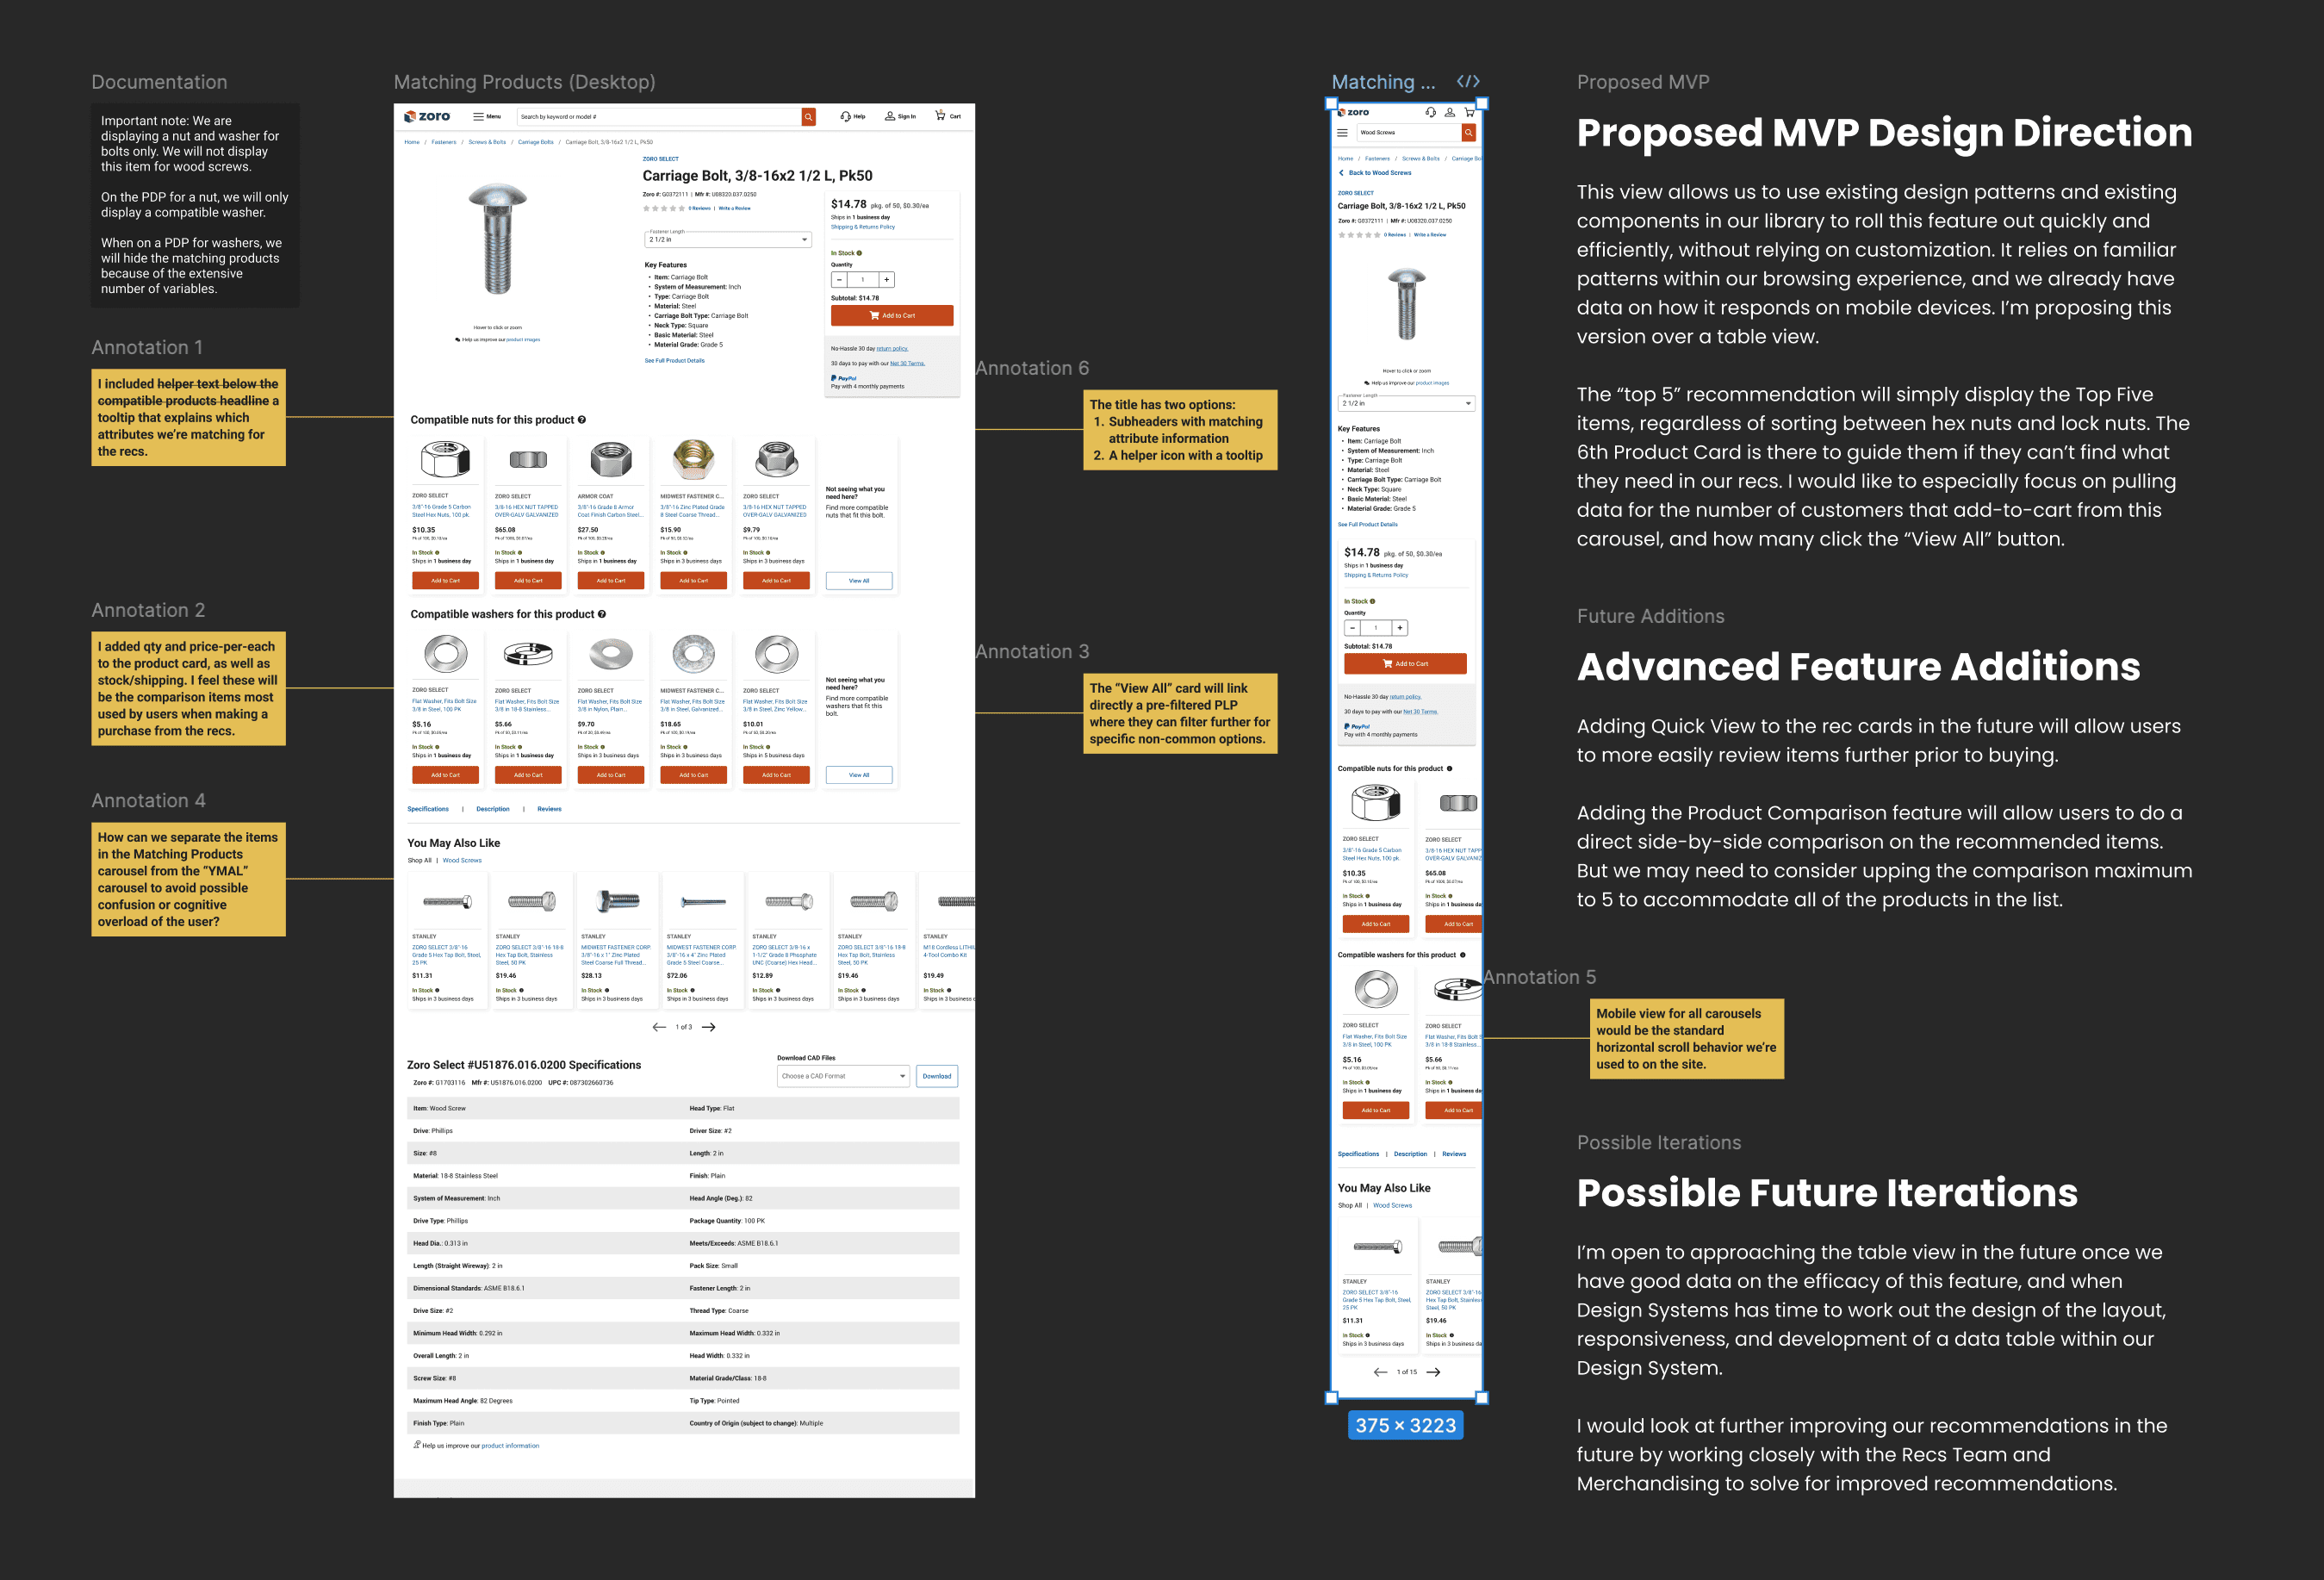 Documentation
Important note: We are
displaying a nut and washer for
bolts only. We will not display
this item for wood screws.
On the PDP for a nut, we will only
display a compatible washer.
When on a PDP for washers, we
will hide the matching products
because of the extensive
number of variables.
Annotation 1
I included helper text below the
compatible products headline a
tooltip that explains which
attributes we're matching for
the recs.
Annotation 2
I added qty and price-per-each
to the product card, as well as
stock/shipping. I feel these will
be the comparison items most
used by users when making a
purchase from the recs.
Annotation 4
How can we separate the items
in the Matching Products
carousel from the "YMAL"
carousel to avoid possible
confusion or cognitive
overload of the user?
Matching Products (Desktop)
zoro
Menu
Search by keyword or model #
Help
Sign In
Cart
Home / Fasteners / Screws & Bolts / Carriage Bolts / Carriage Bolt, 3/8-16x2 1/2 L, Pk50
Hover to click or zoom
Help us improve our product images
ZORO SELECT
Carriage Bolt, 3/8-16x2 1/2 L, Pk50
Zoro #: G0372111 | Mfr #: U08320.037.0250
0 Reviews | Write a Review
Fastener Length
2 1/2 in
Key Features
• Item: Carriage Bolt
• System of Measurement: Inch
• Type: Carriage Bolt
• Material: Steel
• Carriage Bolt Type: Carriage Bolt
• Neck Type: Square
• Basic Material: Steel
• Material Grade: Grade 5
See Full Product Details
$14.78 pkg. of 50, $0.30/ea
Ships in 1 business day
Shipping & Returns Policy
In Stock
Quantity
− 1 +
Subtotal: $14.78
Add to Cart
No-Hassle 30 day return policy.
30 days to pay with our Net 30 Terms.
PayPal
Pay with 4 monthly payments
Compatible nuts for this product
ZORO SELECT
3/8"-16 Grade 5 Carbon
Steel Hex Nuts, 100 pk.
$10.35
In Stock
Ships in 1 business day
Add to Cart
ZORO SELECT
3/8-16 HEX NUT TAPPED
OVER-GALV GALVANIZED
$65.08
In Stock
Ships in 1 business day
Add to Cart
ARMOR COAT
3/8"-16 Grade 8 Armor
Coat Finish Carbon Steel...
$27.50
In Stock
Ships in 1 business day
Add to Cart
MIDWEST FASTENER C...
3/8"-16 Zinc Plated Grade
8 Steel Coarse Thread...
$15.90
In Stock
Ships in 3 business days
Add to Cart
ZORO SELECT
3/8-16 HEX NUT TAPPED
OVER-GALV GALVANIZED
$9.79
In Stock
Ships in 3 business days
Add to Cart
Not seeing what you
need here?
Find more compatible
nuts that fit this bolt.
View All
Compatible washers for this product
ZORO SELECT
Flat Washer, Fits Bolt Size
3/8 in Steel, 100 PK
$5.16
In Stock
Ships in 1 business day
Add to Cart
ZORO SELECT
Flat Washer, Fits Bolt Size
3/8 in 18-8 Stainless...
$5.66
In Stock
Ships in 1 business day
Add to Cart
ZORO SELECT
Flat Washer, Fits Bolt Size
3/8 in Nylon, Plain...
$9.70
In Stock
Ships in 3 business days
Add to Cart
MIDWEST FASTENER C...
Flat Washer, Fits Bolt Size
3/8 in Steel, Galvanized...
$18.65
In Stock
Ships in 3 business days
Add to Cart
ZORO SELECT
Flat Washer, Fits Bolt Size
3/8 in Steel, Zinc Yellow...
$10.01
In Stock
Ships in 5 business days
Add to Cart
Not seeing what you
need here?
Find more compatible
washers that fit this
bolt.
View All
Specifications | Description | Reviews
You May Also Like
Shop All | Wood Screws
STANLEY
ZORO SELECT 3/8"-16
Grade 5 Hex Tap Bolt, Steel,
25 PK
$11.31
In Stock
Ships in 3 business days
STANLEY
ZORO SELECT 3/8"-16 18-8
Hex Tap Bolt, Stainless
Steel, 50 PK
$19.46
In Stock
Ships in 3 business days
STANLEY
MIDWEST FASTENER CORP.
3/8"-16 x 1" Zinc Plated
Steel Coarse Full Thread...
$28.13
In Stock
Ships in 3 business days
STANLEY
MIDWEST FASTENER CORP.
3/8"-16 x 4" Zinc Plated
Grade 5 Steel Coarse...
$72.06
In Stock
Ships in 3 business days
STANLEY
ZORO SELECT 3/8-16 x
1-1/2" Grade 8 Phosphate
UNC (Coarse) Hex Head...
$12.89
In Stock
Ships in 3 business days
STANLEY
ZORO SELECT 3/8"-16 18-8
Hex Tap Bolt, Stainless
Steel, 50 PK
$19.46
In Stock
Ships in 3 business days
STANLEY
M18 Cordless LITHIU
4-Tool Combo Kit
$19.49
In Stock
Ships in 3 business
← 1 of 3 →
Zoro Select #U51876.016.0200 Specifications
Zoro #: G1703116 Mfr #: U51876.016.0200 UPC #: 087302660736
Download CAD Files
Choose a CAD Format
Download
Item: Wood Screw
Head Type: Flat
Drive: Phillips
Driver Size: #2
Size: #8
Length: 2 in
Material: 18-8 Stainless Steel
Finish: Plain
System of Measurement: Inch
Head Angle (Deg.): 82
Drive Type: Phillips
Package Quantity: 100 PK
Head Dia.: 0.313 in
Meets/Exceeds: ASME B18.6.1
Length (Straight Wireway): 2 in
Pack Size: Small
Dimensional Standards: ASME B18.6.1
Fastener Length: 2 in
Drive Size: #2
Thread Type: Coarse
Minimum Head Width: 0.292 in
Maximum Head Width: 0.332 in
Overall Length: 2 in
Head Width: 0.332 in
Screw Size: #8
Material Grade/Class: 18-8
Maximum Head Angle: 82 Degrees
Tip Type: Pointed
Finish Type: Plain
Country of Origin (subject to change): Multiple
Help us improve our product information
Annotation 6
The title has two options:
1. Subheaders with matching
attribute information
2. A helper icon with a tooltip
Annotation 3
The "View All" card will link
directly a pre-filtered PLP
where they can filter further for
specific non-common options.
Matching ... </>
zoro
Wood Screws
Home / Fasteners / Screws & Bolts / Carriage Bol
Back to Wood Screws
ZORO SELECT
Carriage Bolt, 3/8-16x2 1/2 L, Pk50
Zoro #: G0372111 | Mfr #: U08320.037.0250
0 Reviews | Write a Review
Hover to click or zoom
Help us improve our product images
Fastener Length
2 1/2 in
Key Features
• Item: Carriage Bolt
• System of Measurement: Inch
• Type: Carriage Bolt
• Material: Steel
• Carriage Bolt Type: Carriage Bolt
• Neck Type: Square
• Basic Material: Steel
• Material Grade: Grade 5
See Full Product Details
$14.78 pkg. of 50, $0.30/ea
Ships in 1 business day
Shipping & Returns Policy
In Stock
Quantity
− 1 +
Subtotal: $14.78
Add to Cart
No-Hassle 30 day return policy.
30 days to pay with our Net 30 Terms.
PayPal
Pay with 4 monthly payments
Compatible nuts for this product
ZORO SELECT
3/8"-16 Grade 5 Carbon
Steel Hex Nuts, 100 pk.
$10.35
In Stock
Ships in 1 business day
Add to Cart
ZORO SELECT
3/8-16 HEX NUT TAPP
OVER-GALV GALVANIZ
$65.08
In Stock
Ships in 1 business da
Add to Cart
Compatible washers for this product
ZORO SELECT
Flat Washer, Fits Bolt Size
3/8 in Steel, 100 PK
$5.16
In Stock
Ships in 1 business day
Add to Cart
ZORO SELECT
Flat Washer, Fits Bolt S
3/8 in 18-8 Stainless...
$5.66
In Stock
Ships in 1 business da
Add to Cart
Specifications | Description | Reviews
You May Also Like
Shop All | Wood Screws
STANLEY
ZORO SELECT 3/8"-16
Grade 5 Hex Tap Bolt, Steel,
25 PK
$11.31
In Stock
Ships in 3 business days
STANLEY
ZORO SELECT 3/8"-16
Hex Tap Bolt, Stainless
Steel, 50 PK
$19.46
In Stock
Ships in 3 business da
← 1 of 15 →
375 × 3223
Annotation 5
Mobile view for all carousels
would be the standard
horizontal scroll behavior we're
used to on the site.
Proposed MVP
Proposed MVP Design Direction
This view allows us to use existing design patterns and existing
components in our library to roll this feature out quickly and
efficiently, without relying on customization. It relies on familiar
patterns within our browsing experience, and we already have
data on how it responds on mobile devices. I'm proposing this
version over a table view.
The "top 5" recommendation will simply display the Top Five
items, regardless of sorting between hex nuts and lock nuts. The
6th Product Card is there to guide them if they can't find what
they need in our recs. I would like to especially focus on pulling
data for the number of customers that add-to-cart from this
carousel, and how many click the "View All" button.
Future Additions
Advanced Feature Additions
Adding Quick View to the rec cards in the future will allow users
to more easily review items further prior to buying.
Adding the Product Comparison feature will allow users to do a
direct side-by-side comparison on the recommended items.
But we may need to consider upping the comparison maximum
to 5 to accommodate all of the products in the list.
Possible Iterations
Possible Future Iterations
I'm open to approaching the table view in the future once we
have good data on the efficacy of this feature, and when
Design Systems has time to work out the design of the layout,
responsiveness, and development of a data table within our
Design System.
I would look at further improving our recommendations in the
future by working closely with the Recs Team and
Merchandising to solve for improved recommendations.